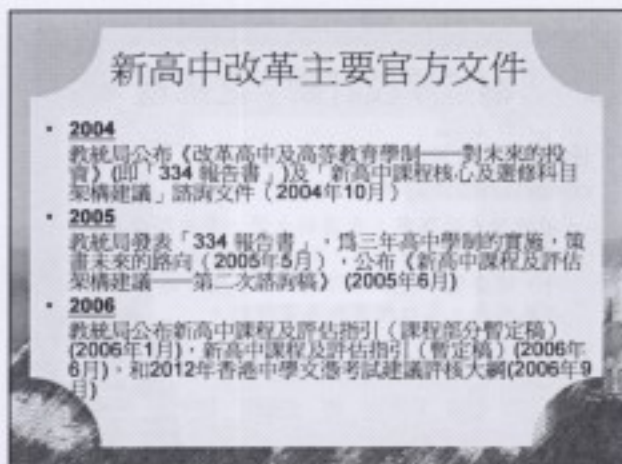 新高中改革主要官方文件
• 2004
教統局公布《改革高中及高等教育學制——對未來的投
資》(即「334 報告書」)及「新高中課程核心及選修科目
架構建議」諮詢文件（2004年10月）
• 2005
教統局發表「334 報告書」，爲三年高中學制的實施，策
畫未來的路向（2005年5月），公布《新高中課程及評估
架構建議——第二次諮詢稿》 (2005年6月)
• 2006
教統局公布新高中課程及評估指引（課程部分暫定稿）
(2006年1月)，新高中課程及評估指引（暫定稿）(2006年
6月)，和2012年香港中學文憑考試建議評核大綱(2006年9
月)